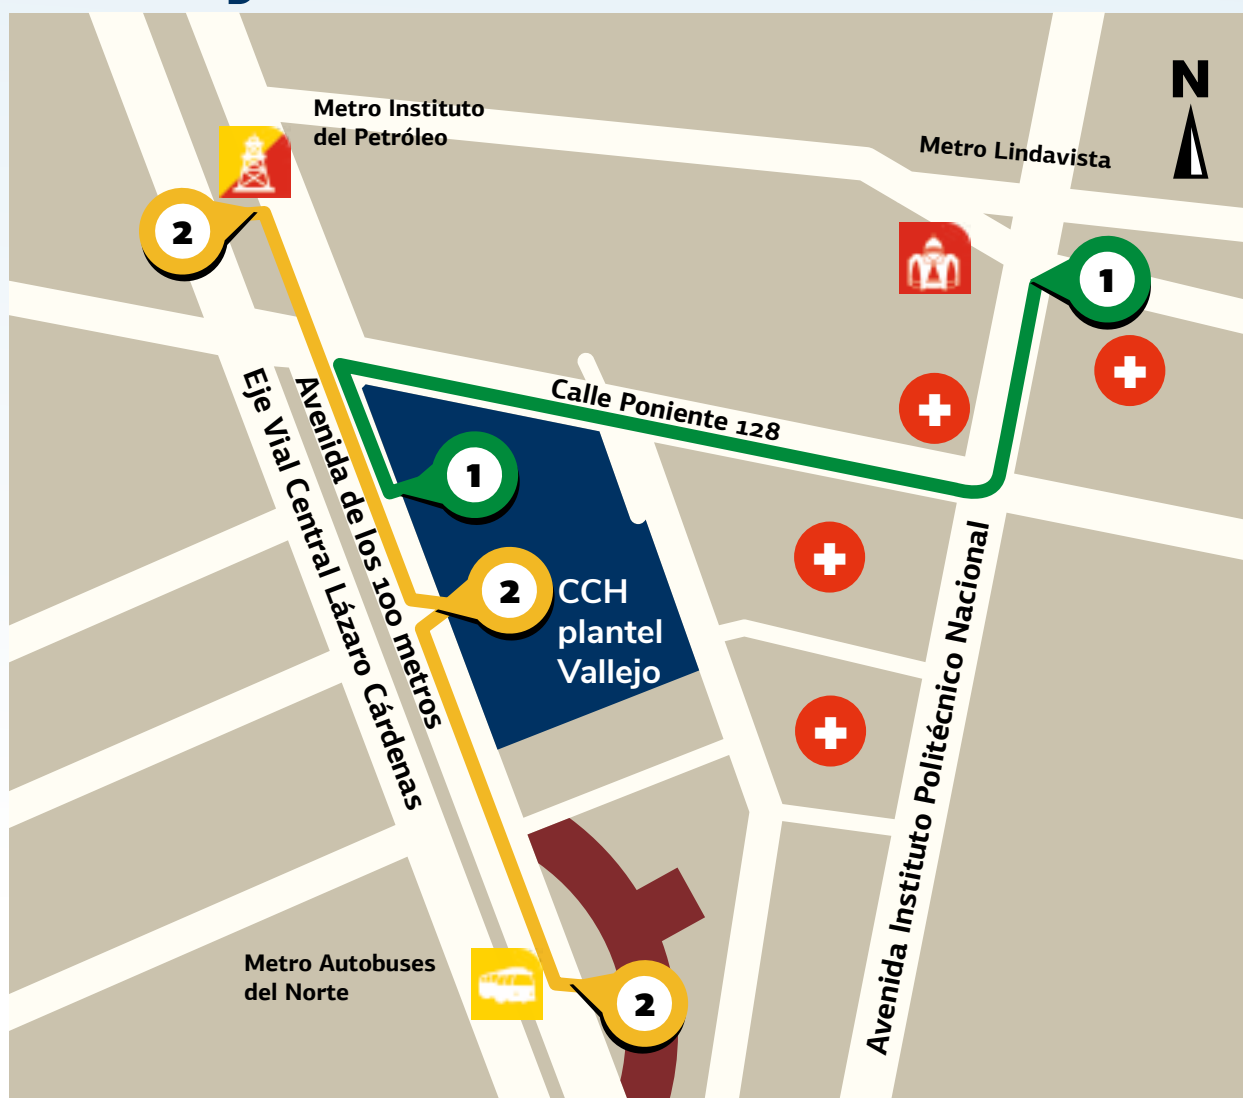 Metro Instituto
del Petróleo
N
Metro Lindavista
2
1
Calle Poniente 128
Eje Vial Central Lázaro Cárdenas
Avenida de los 100 metros
1
2
CCH
plantel
Vallejo
Avenida Instituto Politécnico Nacional
Metro Autobuses
del Norte
2